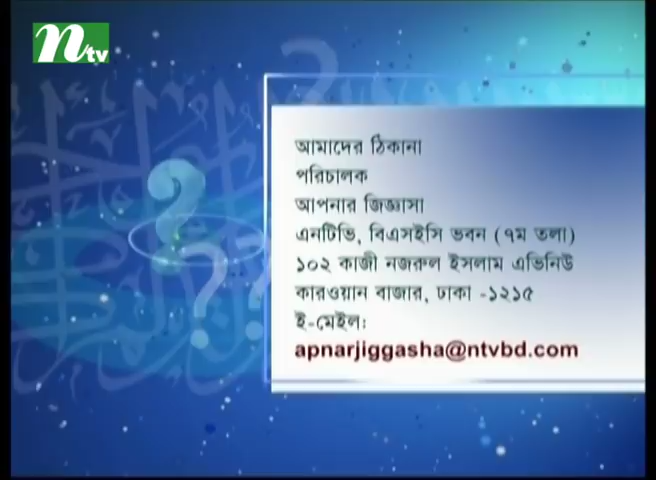 ntv
আমাদের ঠিকানা
পরিচালক
আপনার জিজ্ঞাসা
এনটিভি, বিএসইসি ভবন (৭ম তলা)
১০২ কাজী নজরুল ইসলাম এভিনিউ
কারওয়ান বাজার, ঢাকা -১২১৫
ই-মেইল:
apnarjiggasha@ntvbd.com